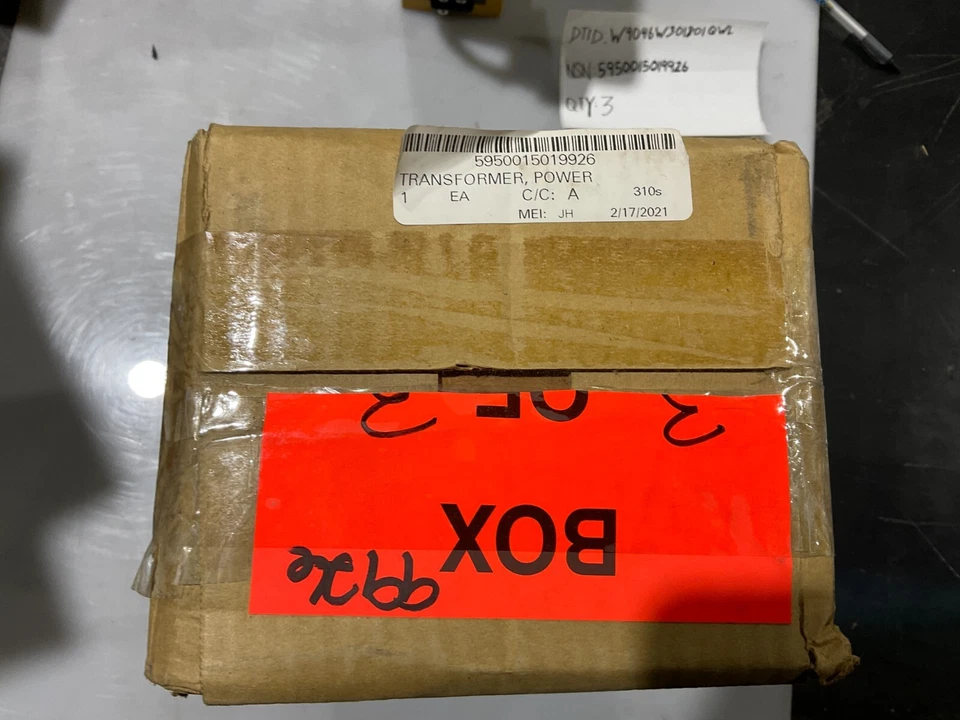 DTID: W9046W301301QW2
NSN: 5950015019926
QTY: 3
5950015019926
TRANSFORMER, POWER
1 EA C/C: A 310s
MEI: JH 2/17/2021
BOX
3 OF 3
9926